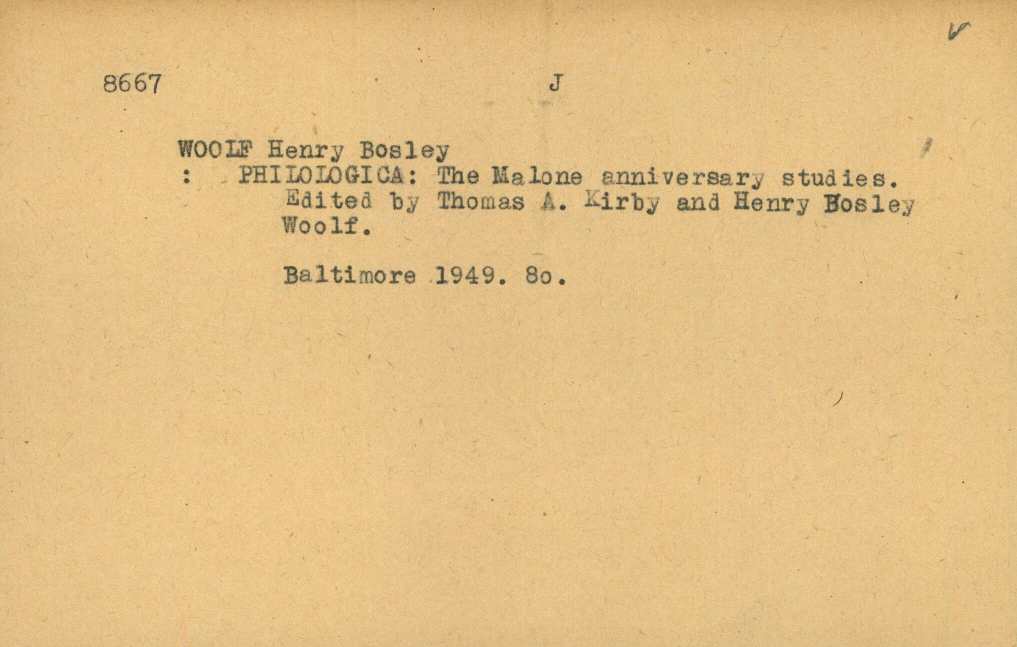 8667 J
WOOLF Henry Bosley
: PHILOLOGICA: The Malone anniversary studies.
Edited by Thomas A. Kirby and Henry Bosley
Woolf.
Baltimore 1949. 8o.